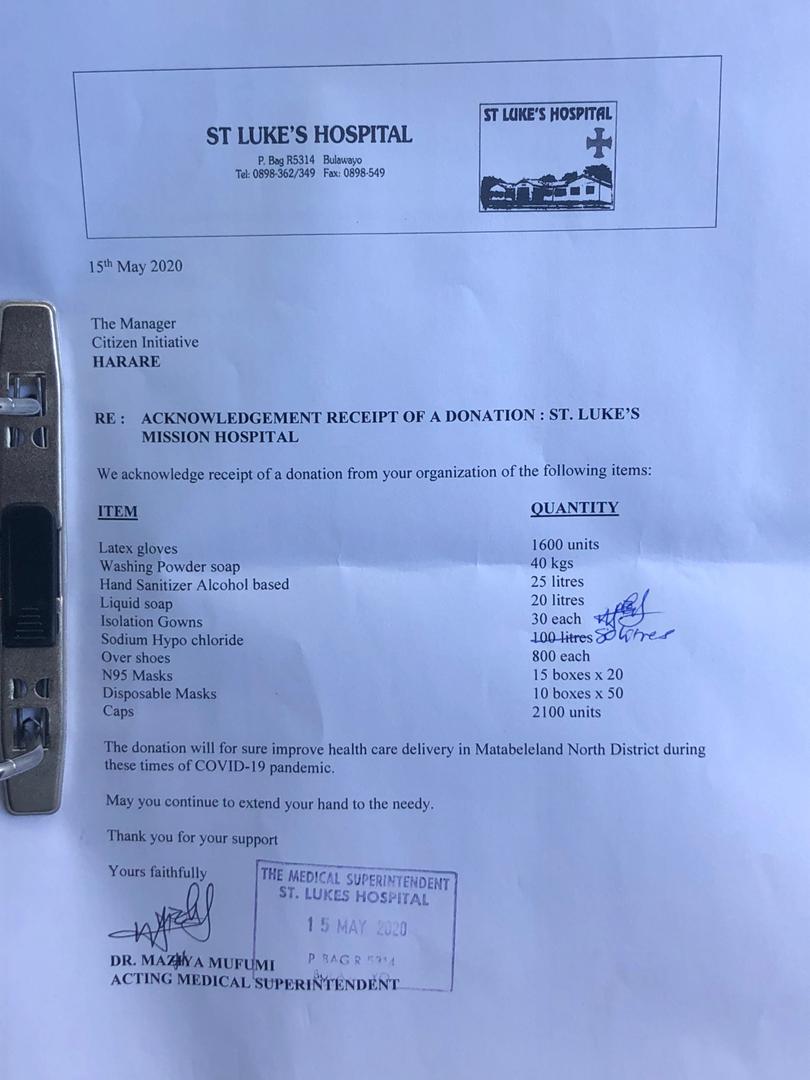 ST LUKE'S HOSPITAL
P. Bag R5314 Bulawayo
Tel: 0898-362/349 Fax: 0898-549
ST LUKE'S HOSPITAL
15th May 2020
The Manager
Citizen Initiative
HARARE
RE : ACKNOWLEDGEMENT RECEIPT OF A DONATION : ST. LUKE'S
MISSION HOSPITAL
We acknowledge receipt of a donation from your organization of the following items:
ITEM QUANTITY
Latex gloves 1600 units
Washing Powder soap 40 kgs
Hand Sanitizer Alcohol based 25 litres
Liquid soap 20 litres
Isolation Gowns 30 each
Sodium Hypo chloride 100 litres 80 litres
Over shoes 800 each
N95 Masks 15 boxes x 20
Disposable Masks 10 boxes x 50
Caps 2100 units
The donation will for sure improve health care delivery in Matabeleland North District during
these times of COVID-19 pandemic.
May you continue to extend your hand to the needy.
Thank you for your support
Yours faithfully
THE MEDICAL SUPERINTENDENT
ST. LUKES HOSPITAL
15 MAY 2020
P BAG R
DR. MUFUMI
ACTING MEDICAL SUPERINTENDENT